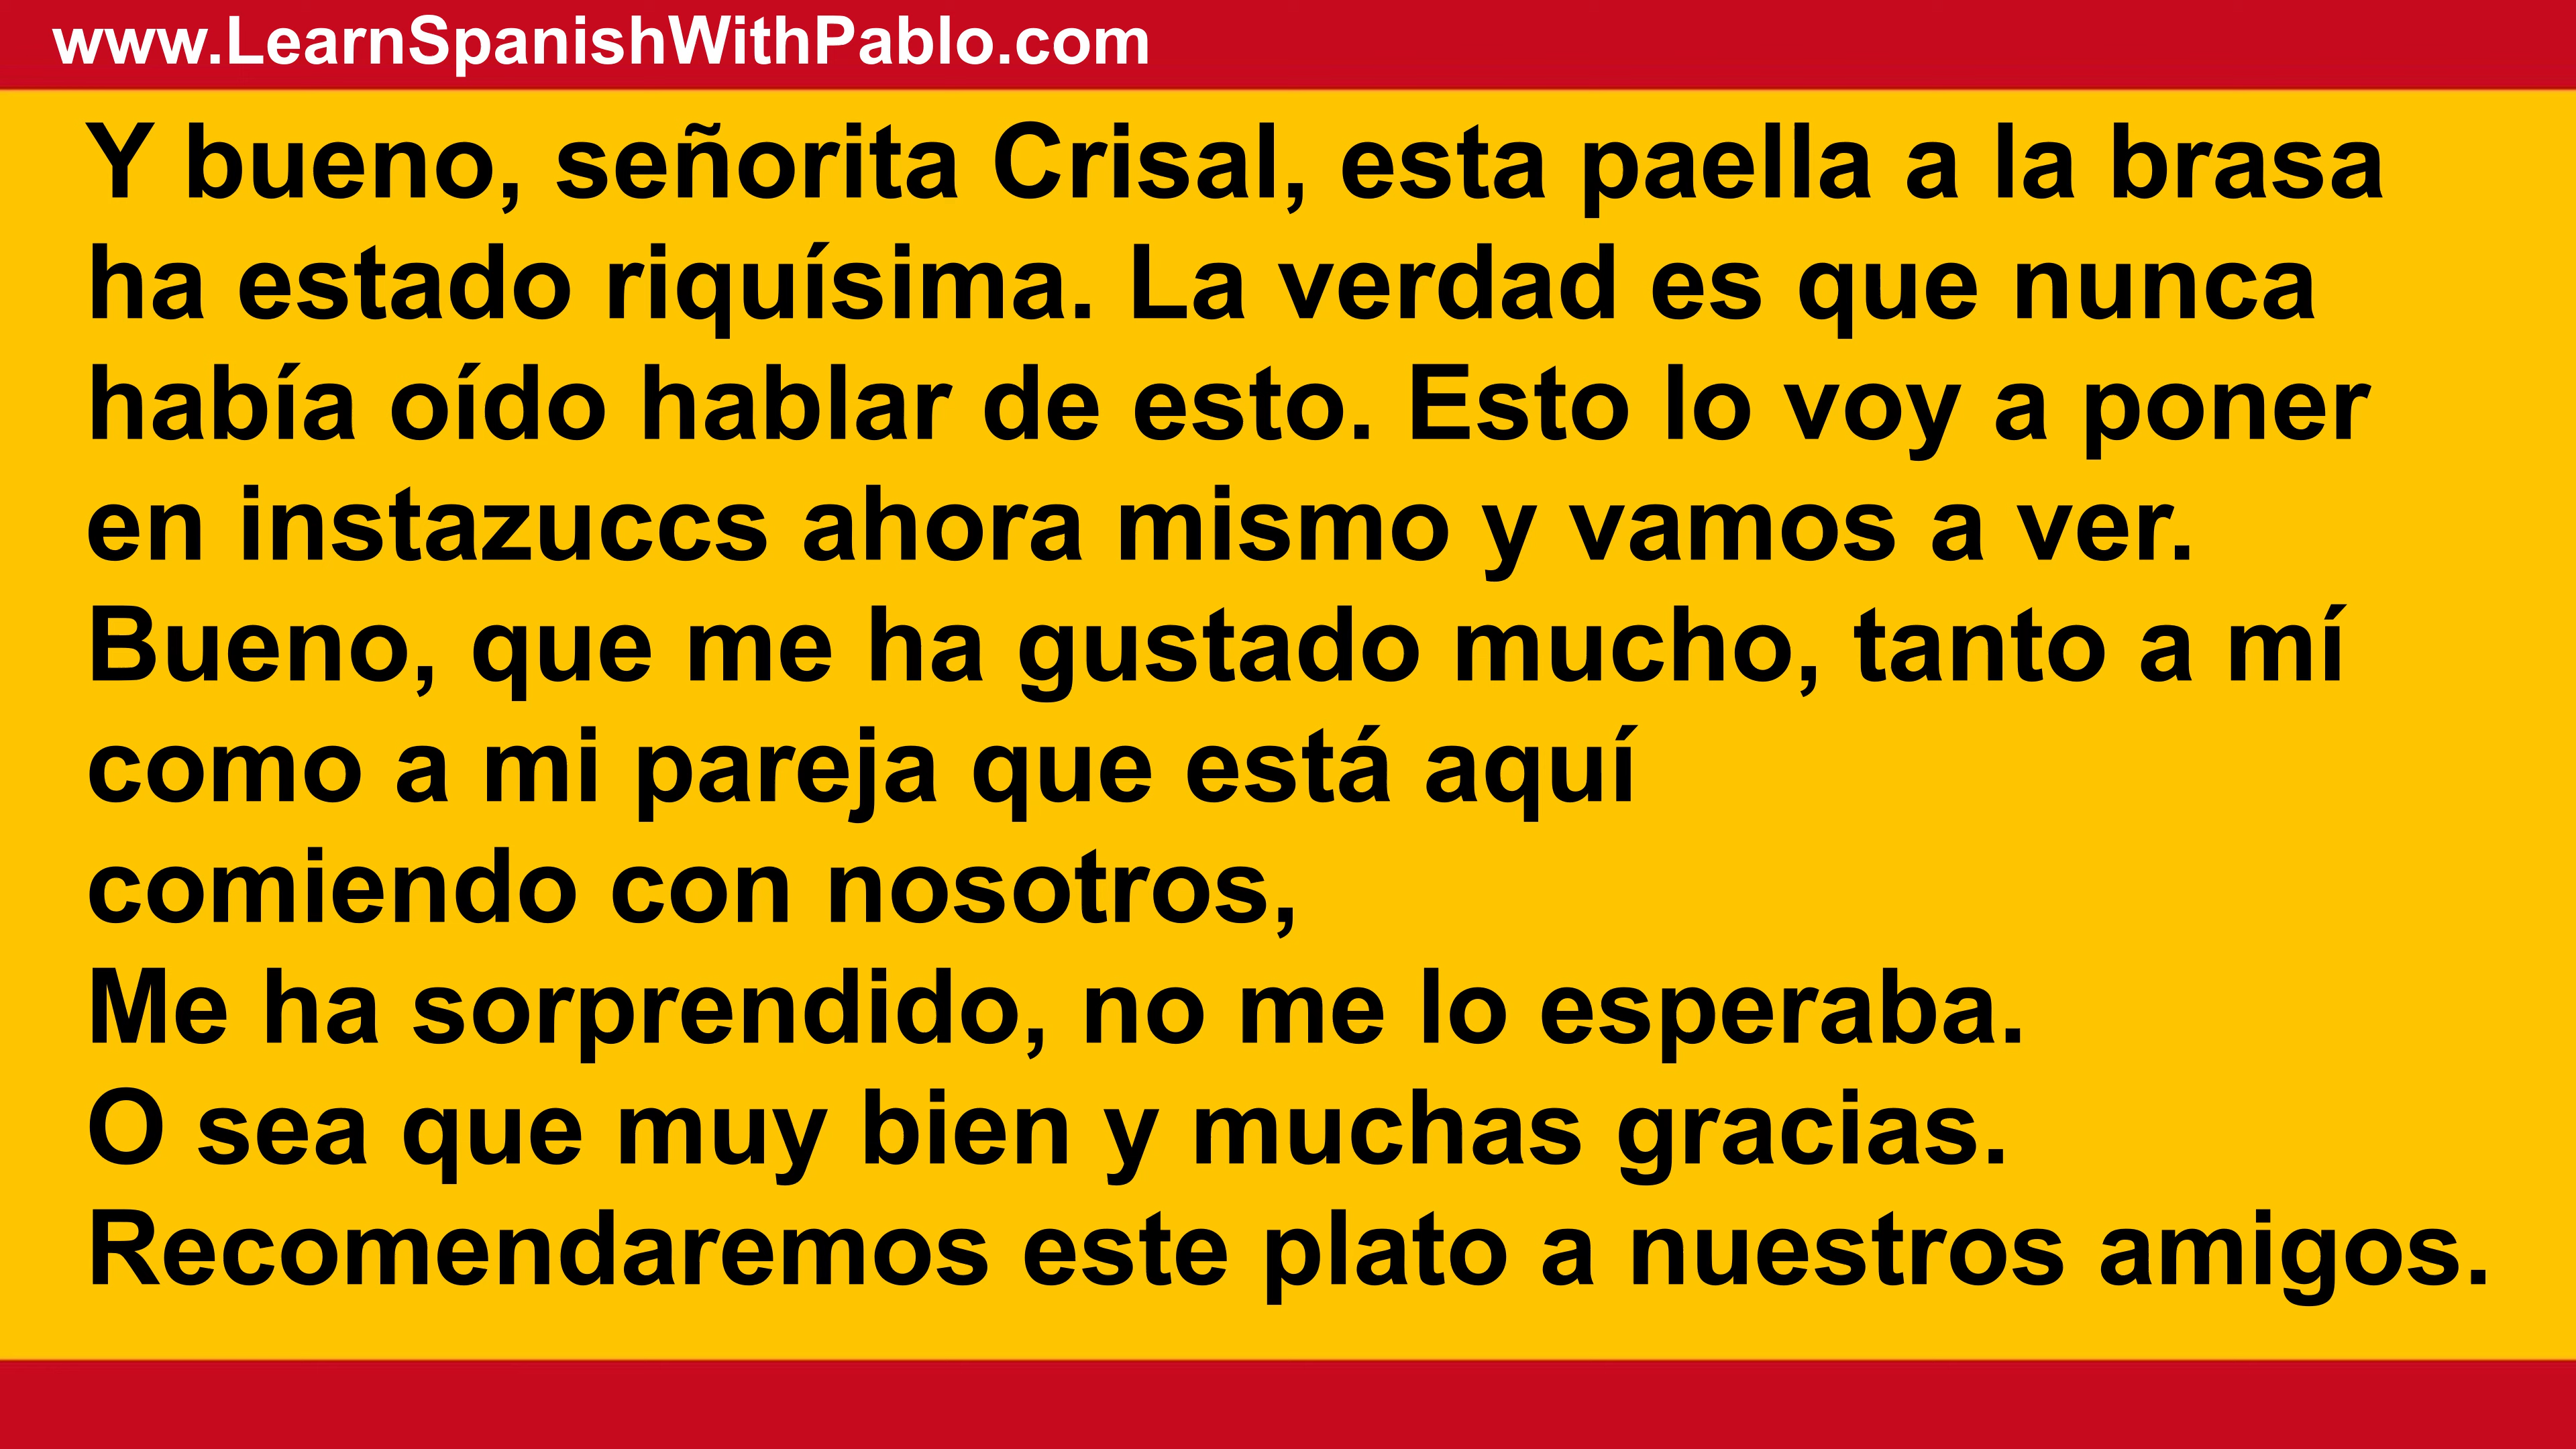 www.LearnSpanishWithPablo.com
Y bueno, señorita Crisal, esta paella a la brasa
ha estado riquísima. La verdad es que nunca
había oído hablar de esto. Esto lo voy a poner
en instazuccs ahora mismo y vamos a ver.
Bueno, que me ha gustado mucho, tanto a mí
como a mi pareja que está aquí
comiendo con nosotros,
Me ha sorprendido, no me lo esperaba.
O sea que muy bien y muchas gracias.
Recomendaremos este plato a nuestros amigos.